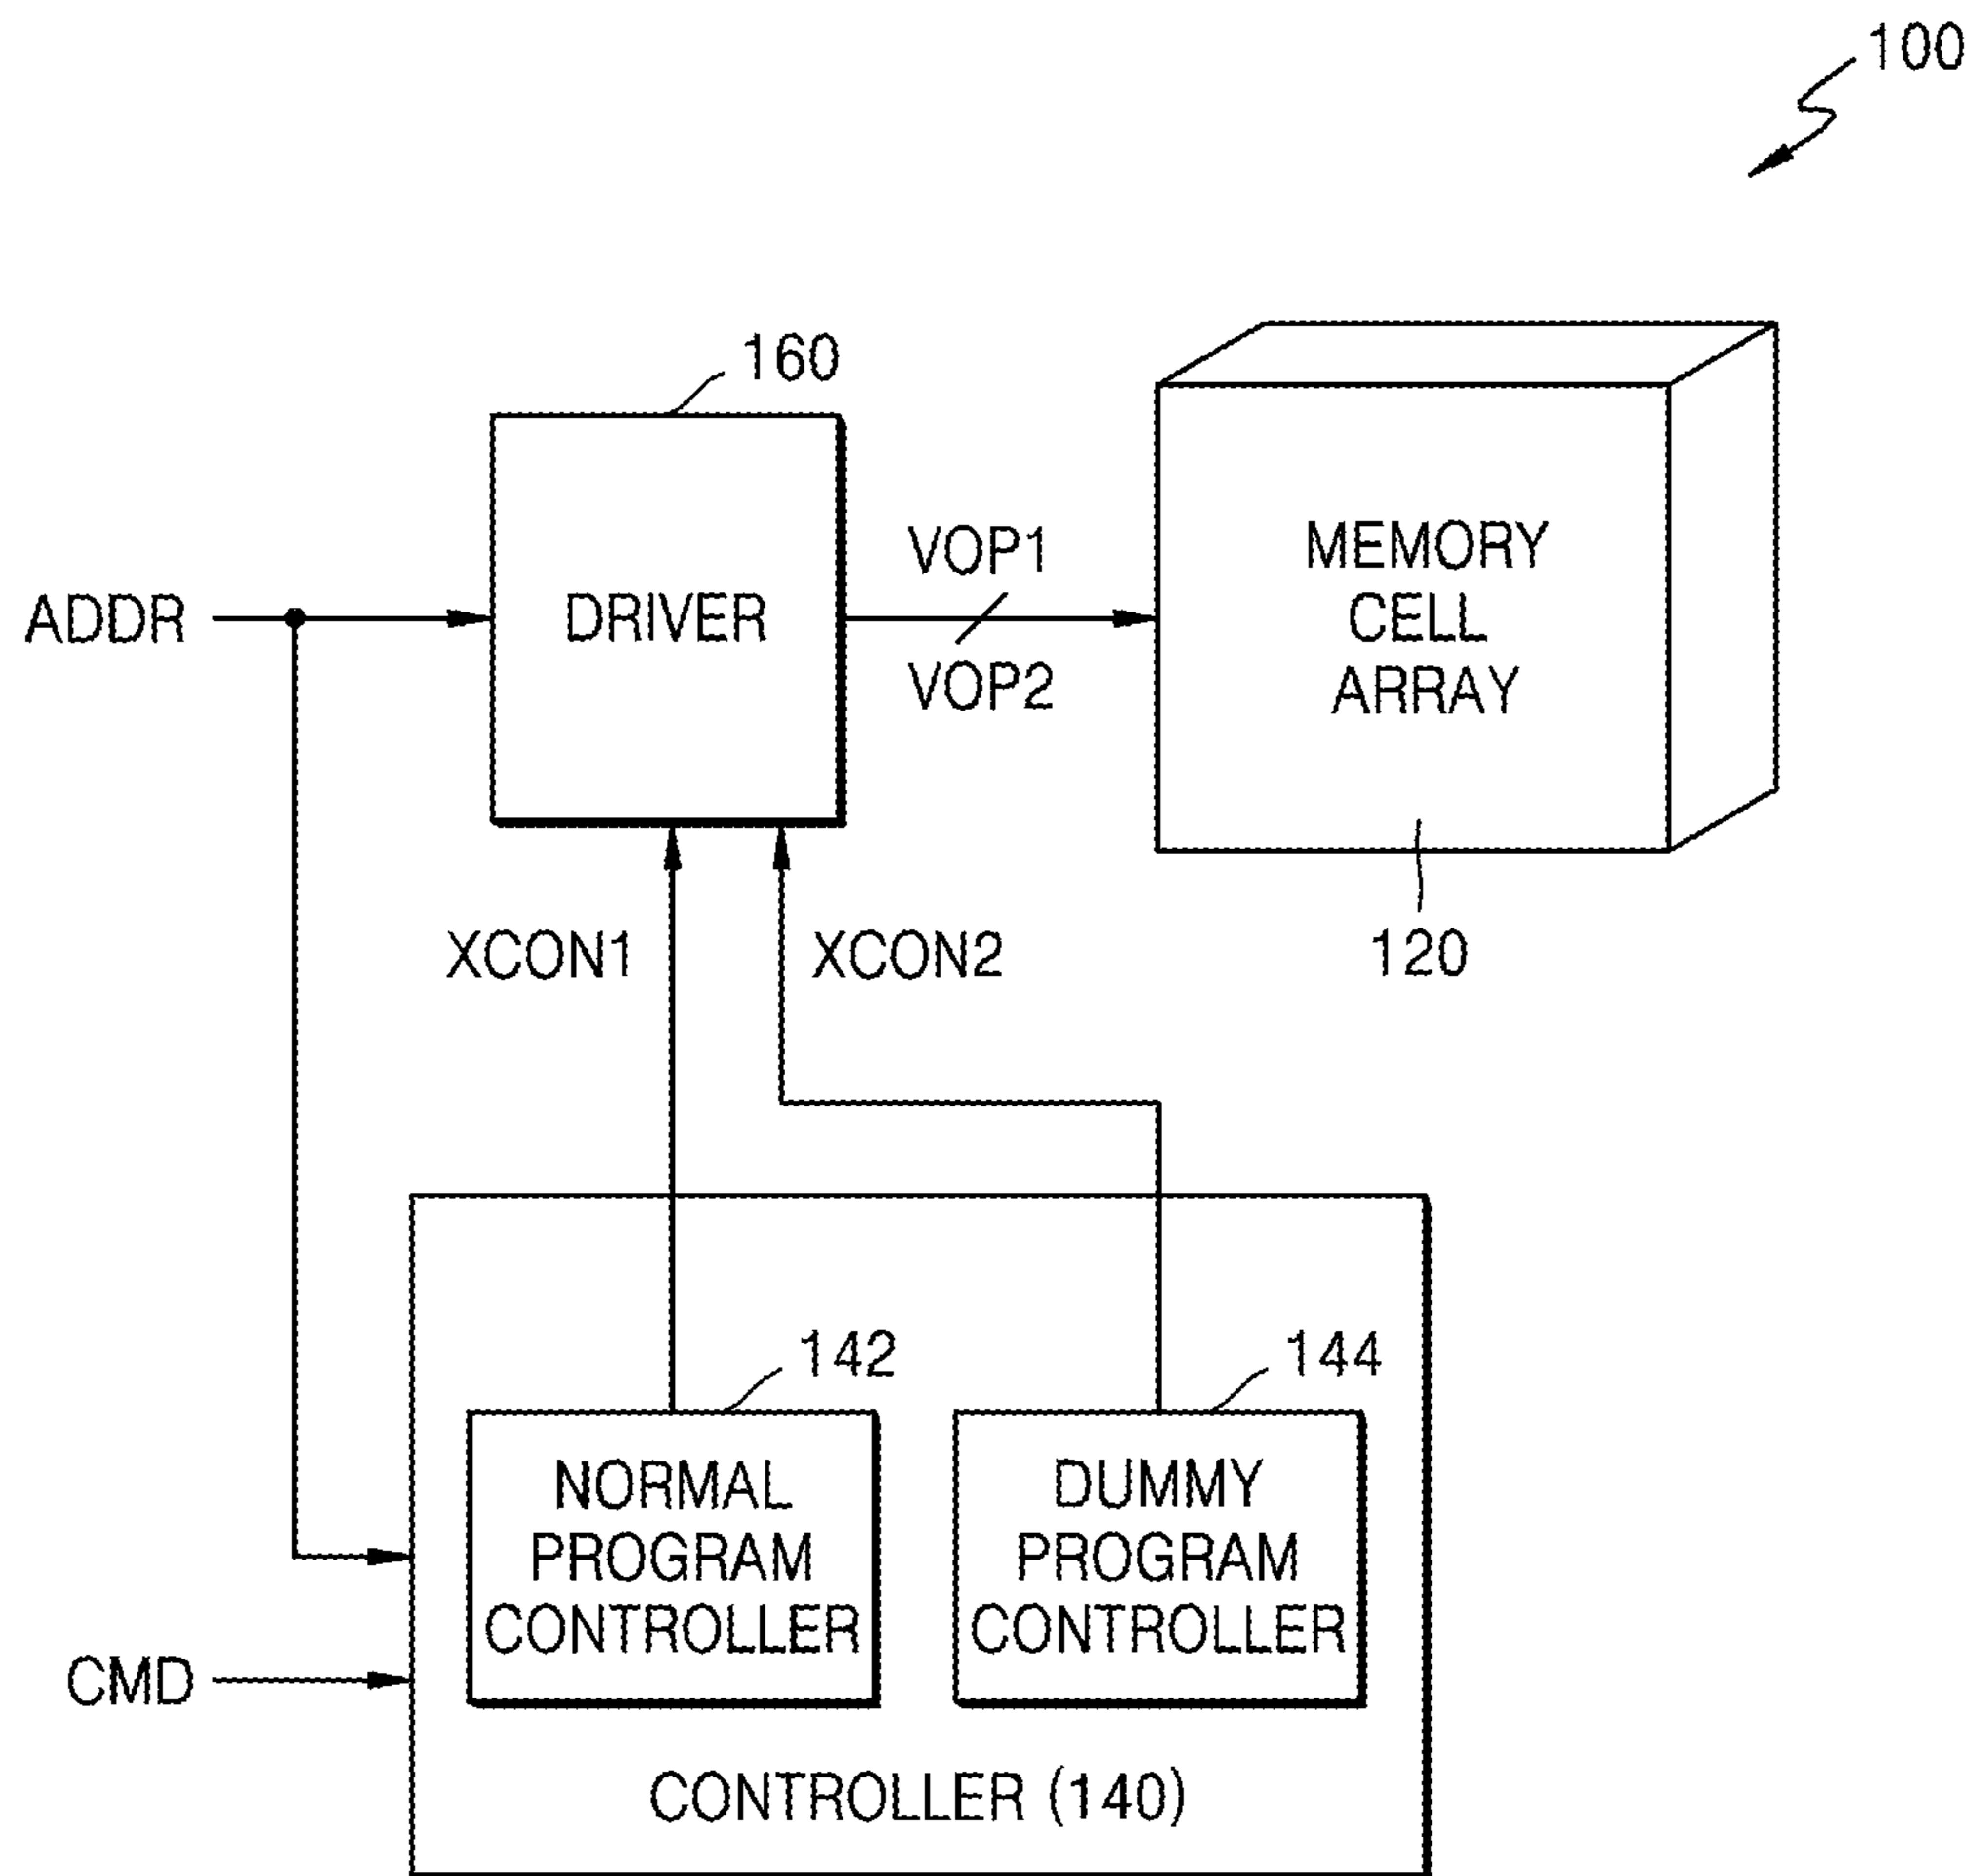 100
160
DRIVER
VOP1
VOP2
MEMORY
CELL
ARRAY
ADDR
XCON1
XCON2
120
142
144
NORMAL
PROGRAM
CONTROLLER
DUMMY
PROGRAM
CONTROLLER
CMD
CONTROLLER (140)